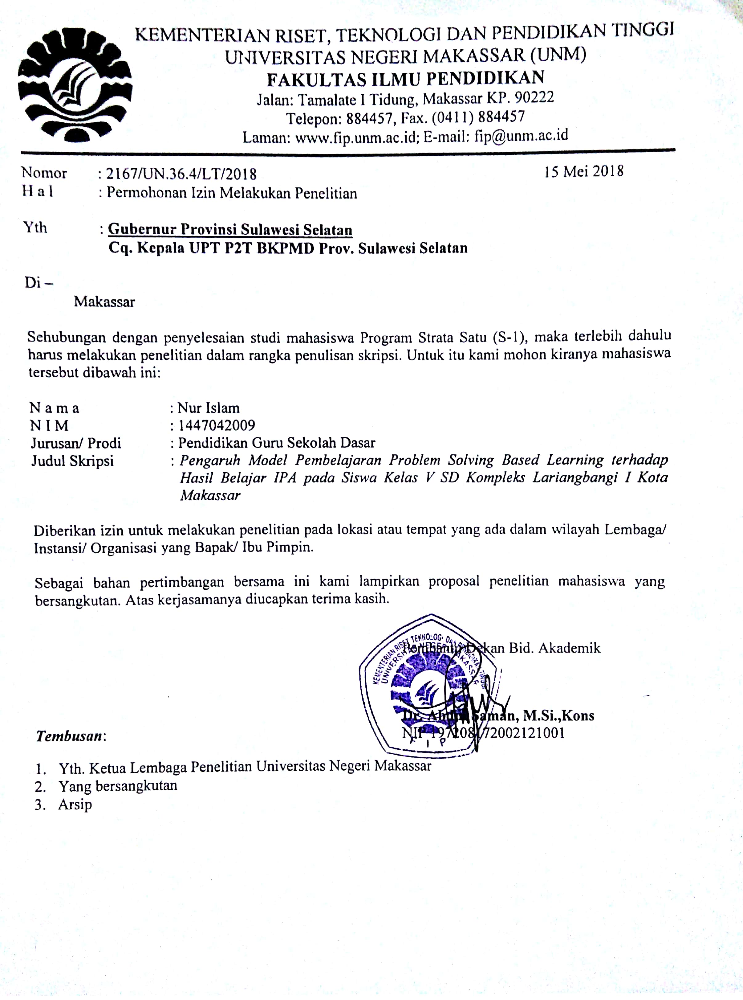 KEMENTERIAN RISET, TEKNOLOGI DAN PENDIDIKAN TINGGI
UNIVERSITAS NEGERI MAKASSAR (UNM)
FAKULTAS ILMU PENDIDIKAN
Jalan: Tamalate I Tidung, Makassar KP. 90222
Telepon: 884457, Fax. (0411) 884457
Laman: www.fip.unm.ac.id; E-mail: fip@unm.ac.id
Nomor : 2167/UN.36.4/LT/2018 15 Mei 2018
H a l : Permohonan Izin Melakukan Penelitian
Yth : Gubernur Provinsi Sulawesi Selatan
Cq. Kepala UPT P2T BKPMD Prov. Sulawesi Selatan
Di –
Makassar
Sehubungan dengan penyelesaian studi mahasiswa Program Strata Satu (S-1), maka terlebih dahulu
harus melakukan penelitian dalam rangka penulisan skripsi. Untuk itu kami mohon kiranya mahasiswa
tersebut dibawah ini:
N a m a : Nur Islam
N I M : 1447042009
Jurusan/ Prodi : Pendidikan Guru Sekolah Dasar
Judul Skripsi : Pengaruh Model Pembelajaran Problem Solving Based Learning terhadap
Hasil Belajar IPA pada Siswa Kelas V SD Kompleks Lariangbangi I Kota
Makassar
Diberikan izin untuk melakukan penelitian pada lokasi atau tempat yang ada dalam wilayah Lembaga/
Instansi/ Organisasi yang Bapak/ Ibu Pimpin.
Sebagai bahan pertimbangan bersama ini kami lampirkan proposal penelitian mahasiswa yang
bersangkutan. Atas kerjasamanya diucapkan terima kasih.
KEMENTERIAN RISET TEKNOLOGI DAN PENDIDIKAN TINGGI
UNIVERSITAS NEGERI MAKASSAR
Pembantu Dekan Bid. Akademik
Dr. Abdul Saman, M.Si.,Kons
NIP 197208172002121001
F I P
Tembusan:
1. Yth. Ketua Lembaga Penelitian Universitas Negeri Makassar
2. Yang bersangkutan
3. Arsip